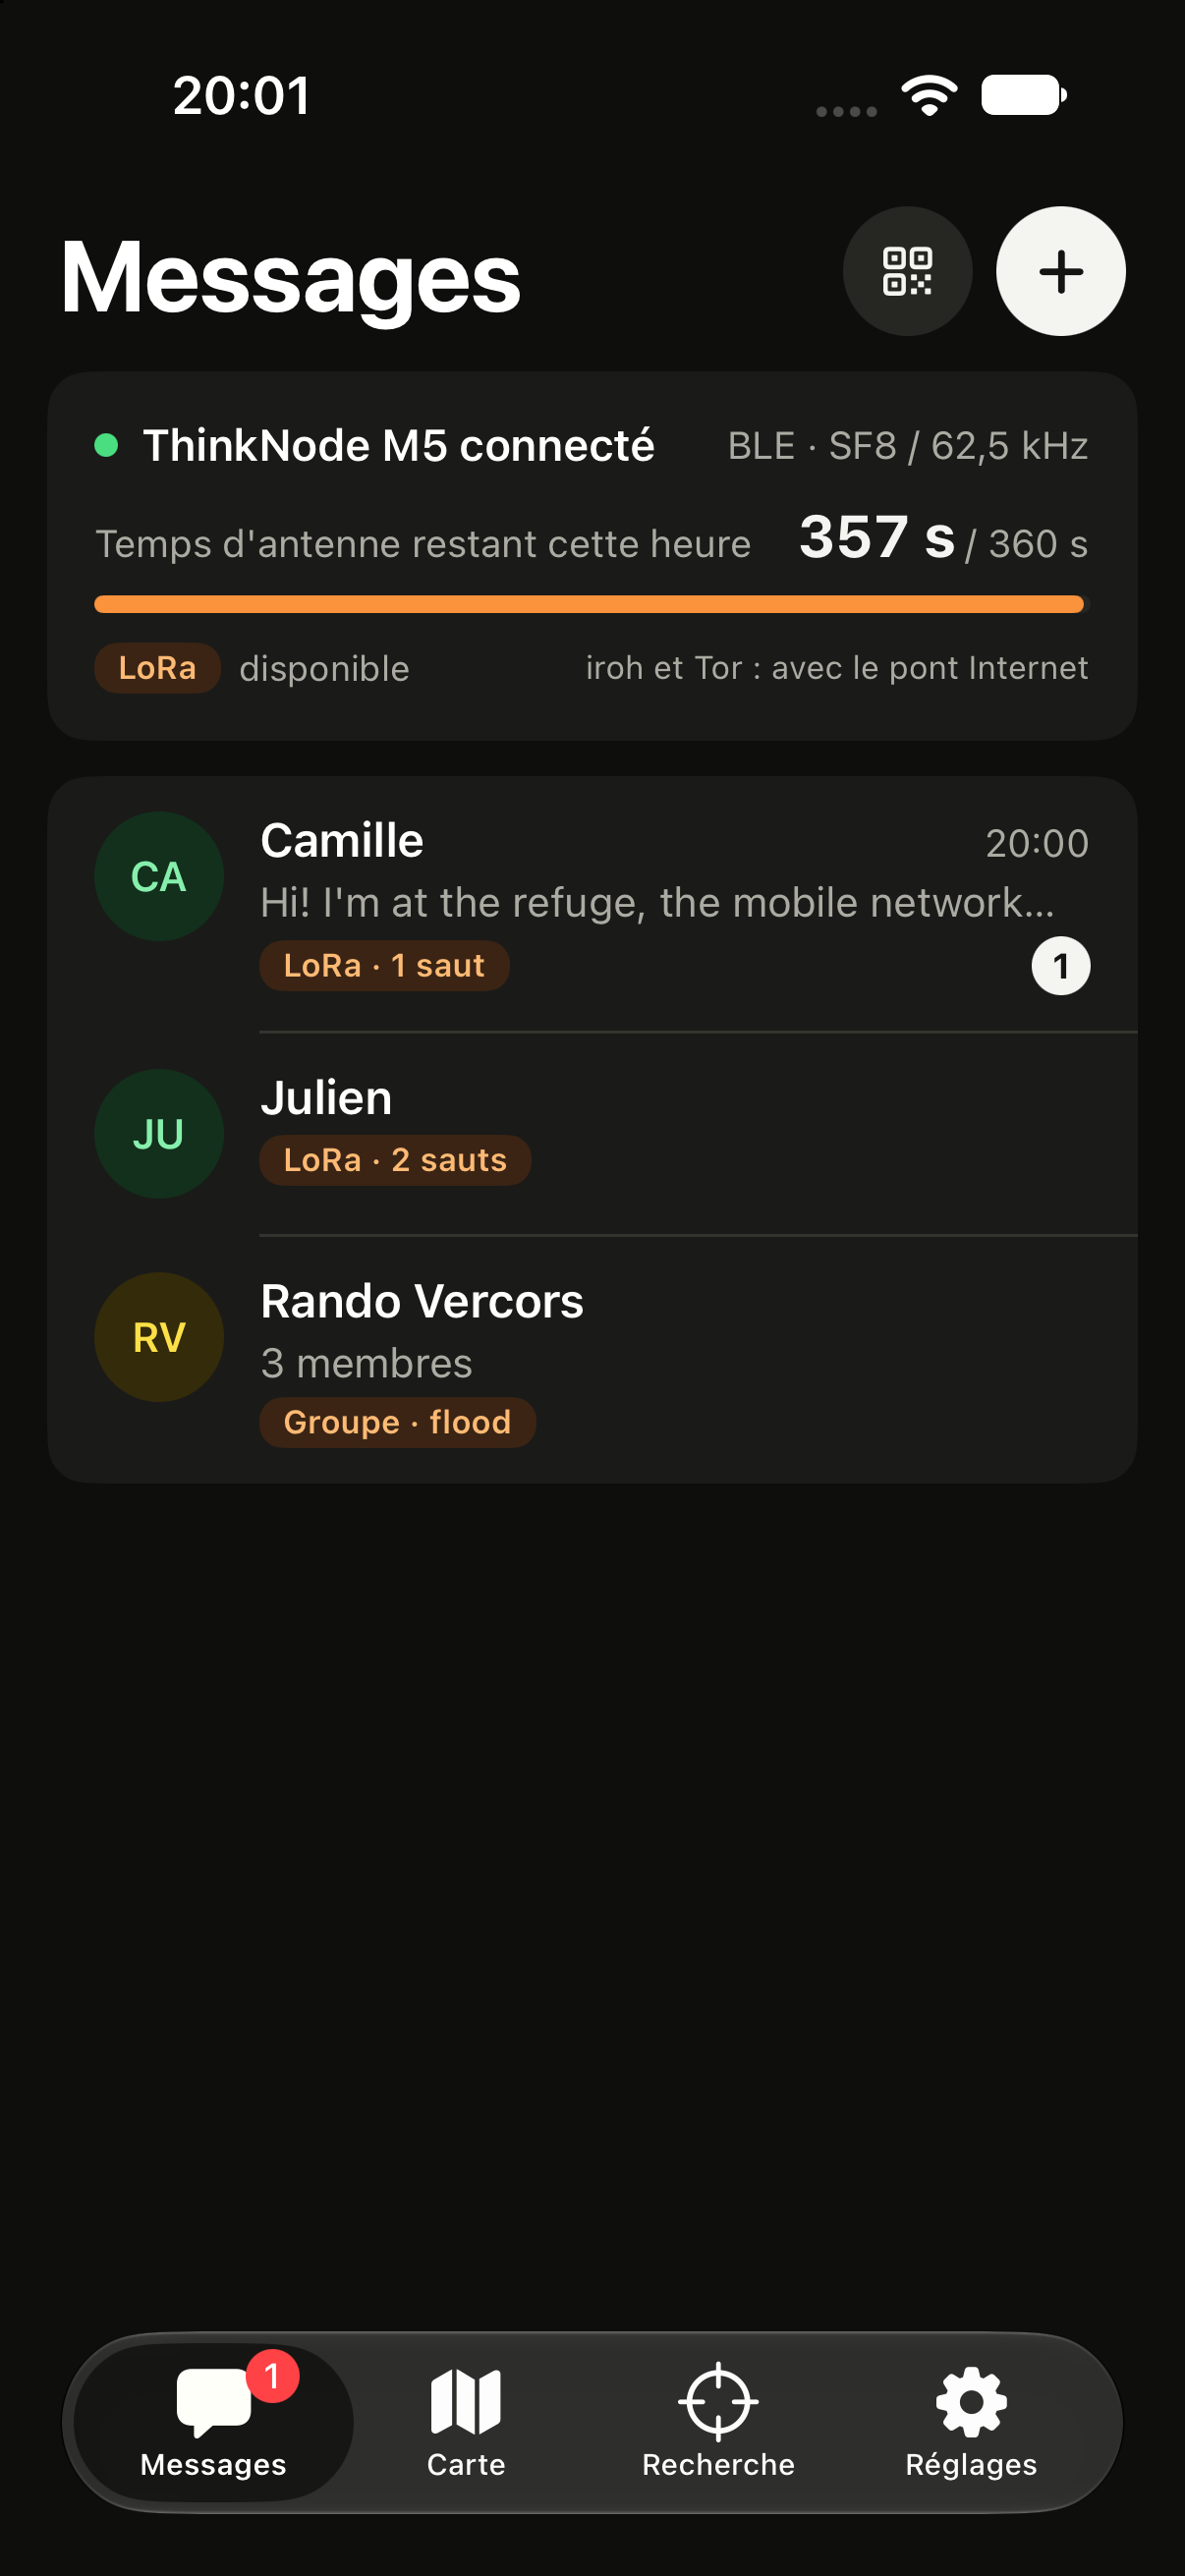 20:01
Messages
ThinkNode M5 connecté BLE · SF8 / 62,5 kHz
Temps d'antenne restant cette heure 357 s / 360 s
LoRa disponible iroh et Tor : avec le pont Internet
CA Camille 20:00
Hi! I'm at the refuge, the mobile network...
LoRa · 1 saut 1
JU Julien
LoRa · 2 sauts
RV Rando Vercors
3 membres
Groupe · flood
1
Messages Carte Recherche Réglages